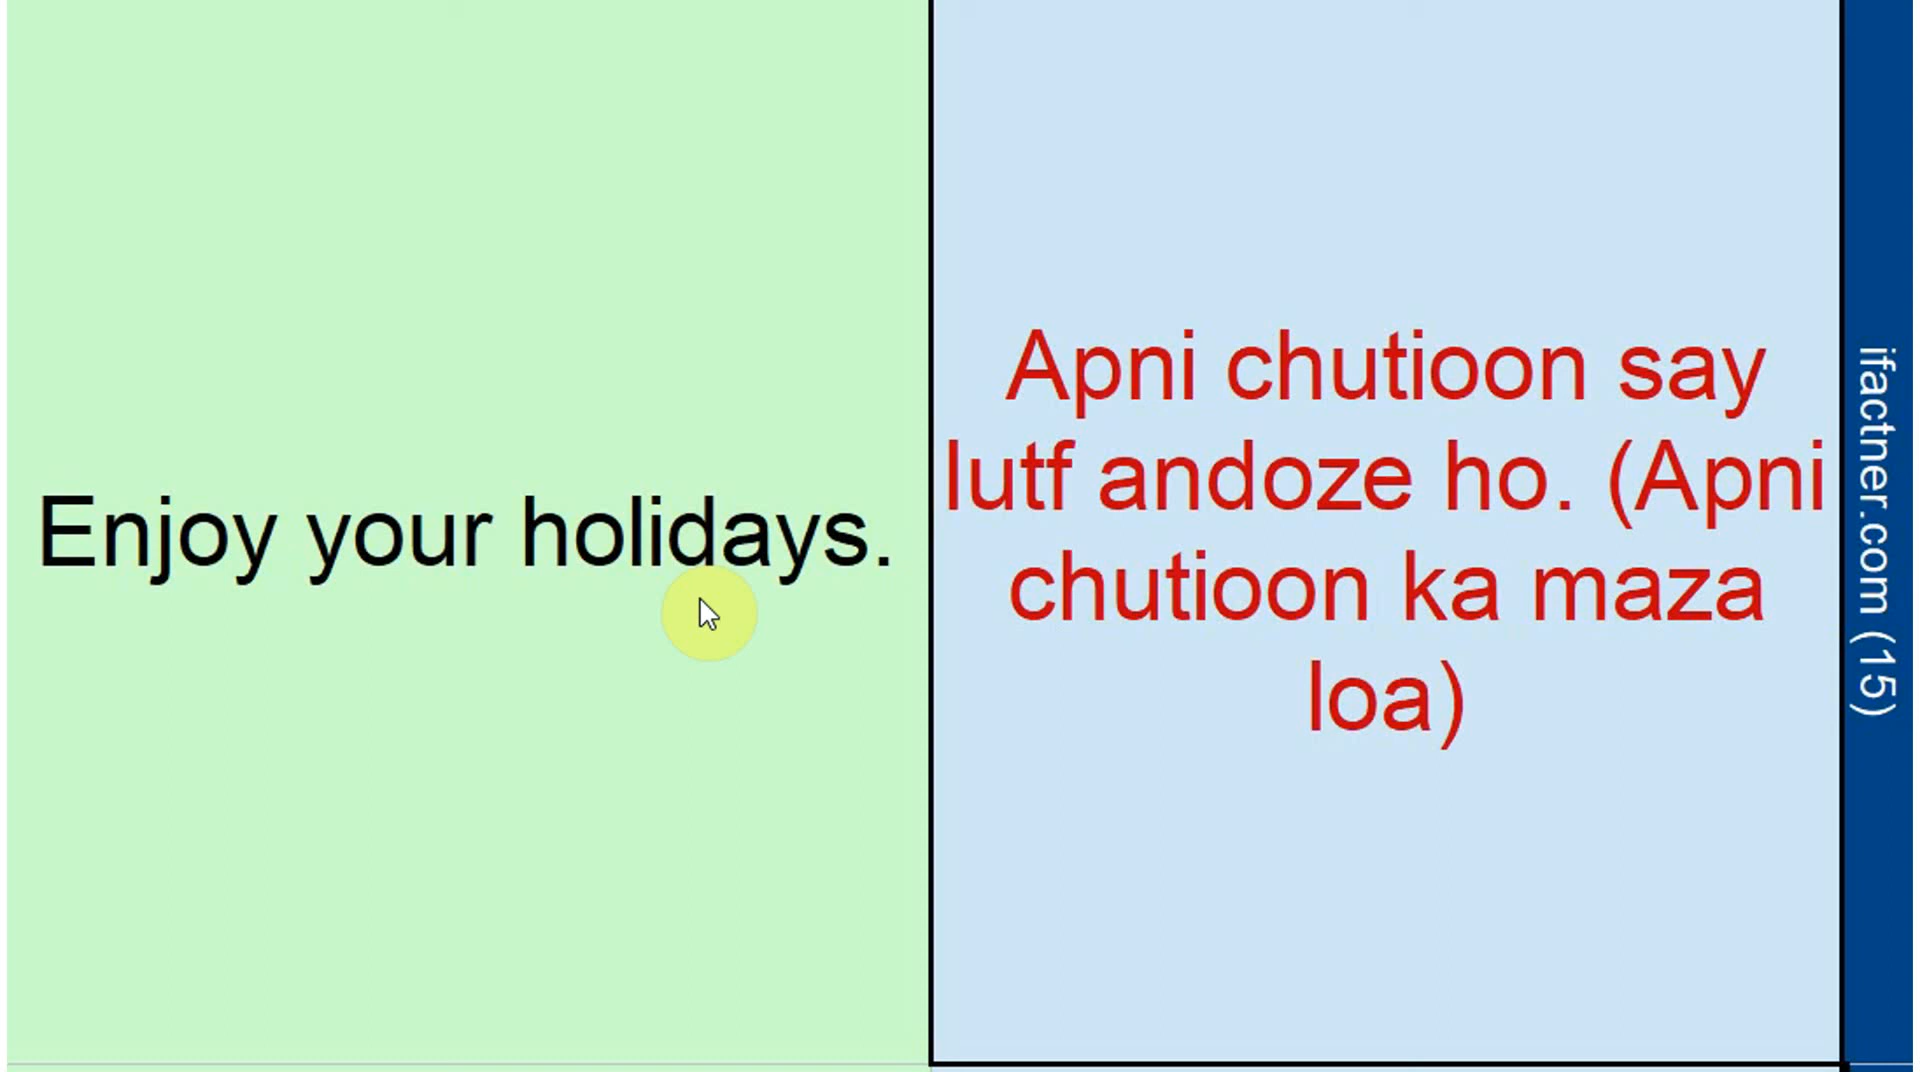 Enjoy your holidays.
Apni chutioon say
lutf andoze ho. (Apni
chutioon ka maza
loa)
ifactner.com (15)